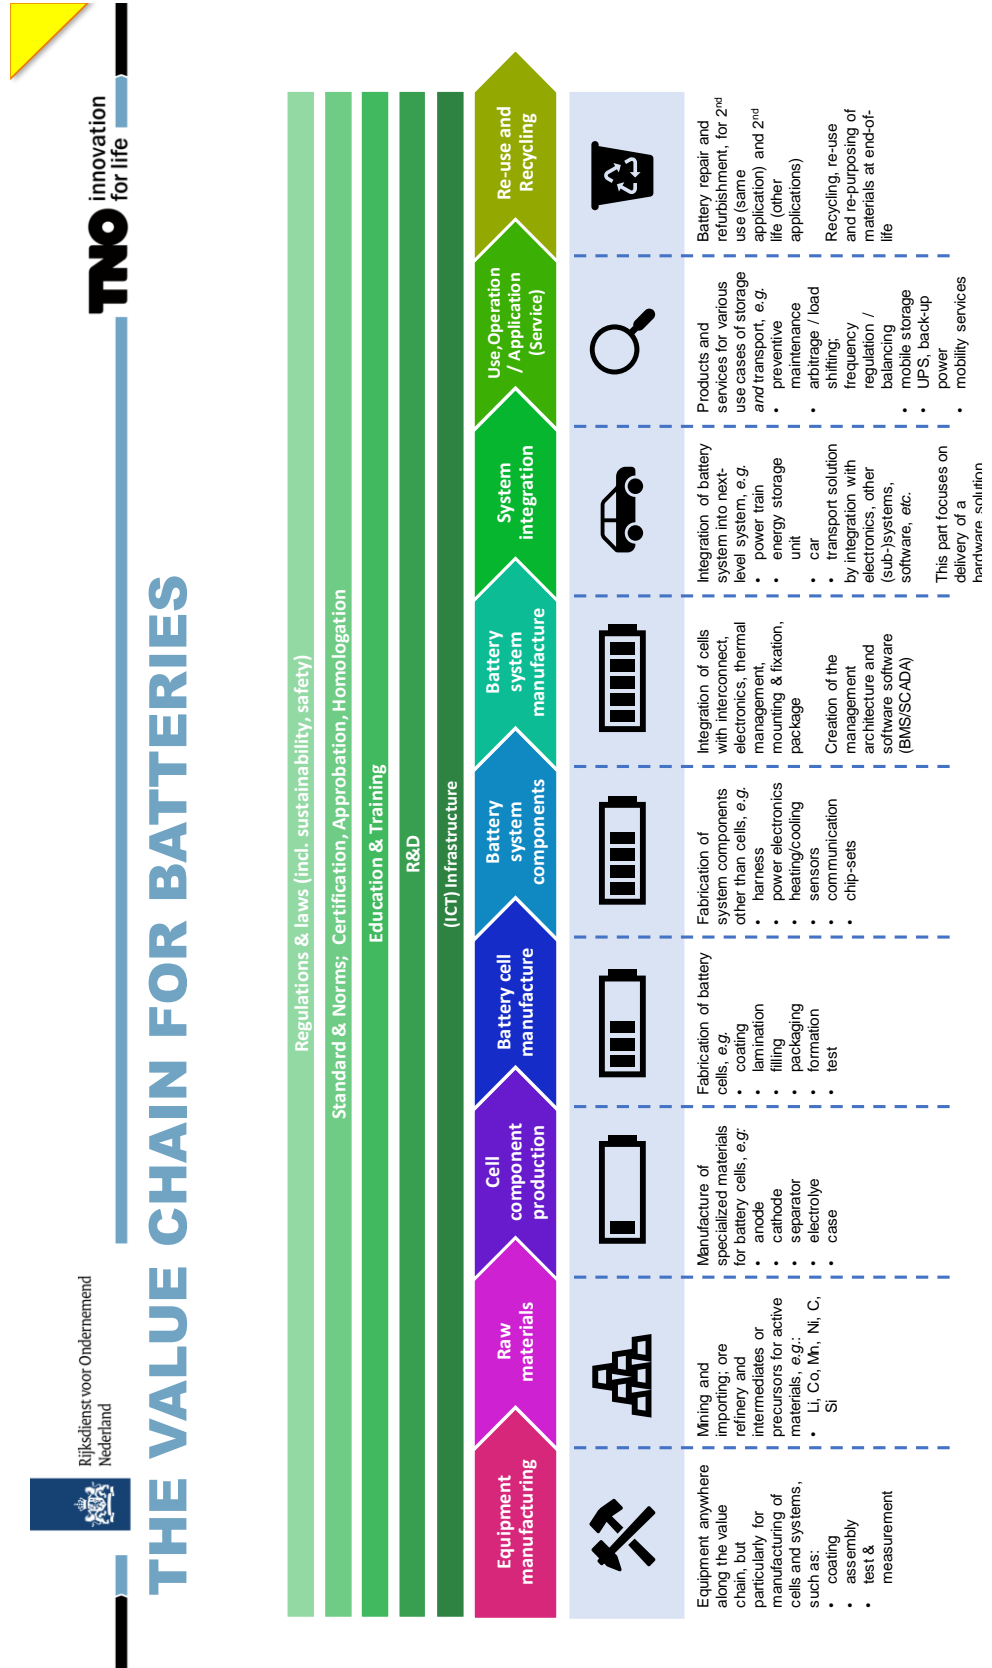 Rijksdienst voor Ondernemend
Nederland
TNO innovation
for life
THE VALUE CHAIN FOR BATTERIES
Regulations & laws (incl. sustainability, safety)
Standard & Norms; Certification, Approbation, Homologation
Education & Training
R&D
(ICT) Infrastructure
Equipment
manufacturing
Raw
materials
Cell
component
production
Battery cell
manufacture
Battery
system
components
Battery
system
manufacture
System
integration
Use,Operation
/ Application
(Service)
Re-use and
Recycling
Equipment anywhere
along the value
chain, but
particularly for
manufacturing of
cells and systems,
such as:
• coating
• assembly
• test &
measurement
Mining and
importing; ore
refinery and
intermediates or
precursors for active
materials, e.g.:
• Li, Co, Mn, Ni, C,
Si
Manufacture of
specialized materials
for battery cells, e.g:
• anode
• cathode
• separator
• electrolye
• case
Fabrication of battery
cells, e.g.
• coating
• lamination
• filling
• packaging
• formation
• test
Fabrication of
system components
other than cells, e.g.
• harness
• power electronics
• heating/cooling
• sensors
• communication
• chip-sets
Integration of cells
with interconnect,
electronics, thermal
management,
mounting & fixation,
package
Creation of the
management
architecture and
software software
(BMS/SCADA)
Integration of battery
system into next-
level system, e.g.
• power train
• energy storage
unit
• car
• transport solution
by integration with
electronics, other
(sub-)systems,
software, etc.
This part focuses on
delivery of a
hardware solution
Products and
services for various
use cases of storage
and transport, e.g.
• preventive
maintenance
• arbitrage / load
shifting;
frequency
regulation /
balancing
• mobile storage
• UPS, back-up
power
• mobility services
Battery repair and
refurbishment, for 2nd
use (same
application) and 2nd
life (other
applications)
Recycling, re-use
and re-purposing of
materials at end-of-
life